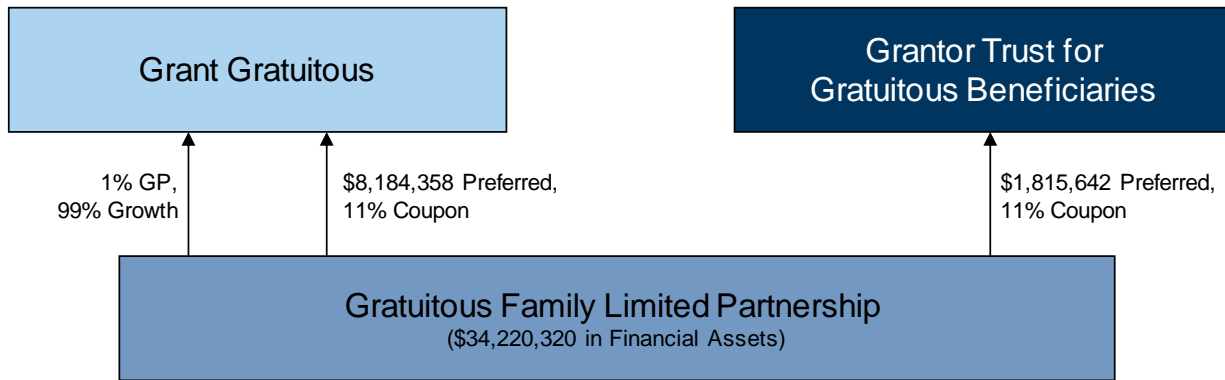 Grant Gratuitous
Grantor Trust for
Gratuitous Beneficiaries
1% GP,
99% Growth
$8,184,358 Preferred,
11% Coupon
$1,815,642 Preferred,
11% Coupon
Gratuitous Family Limited Partnership
($34,220,320 in Financial Assets)